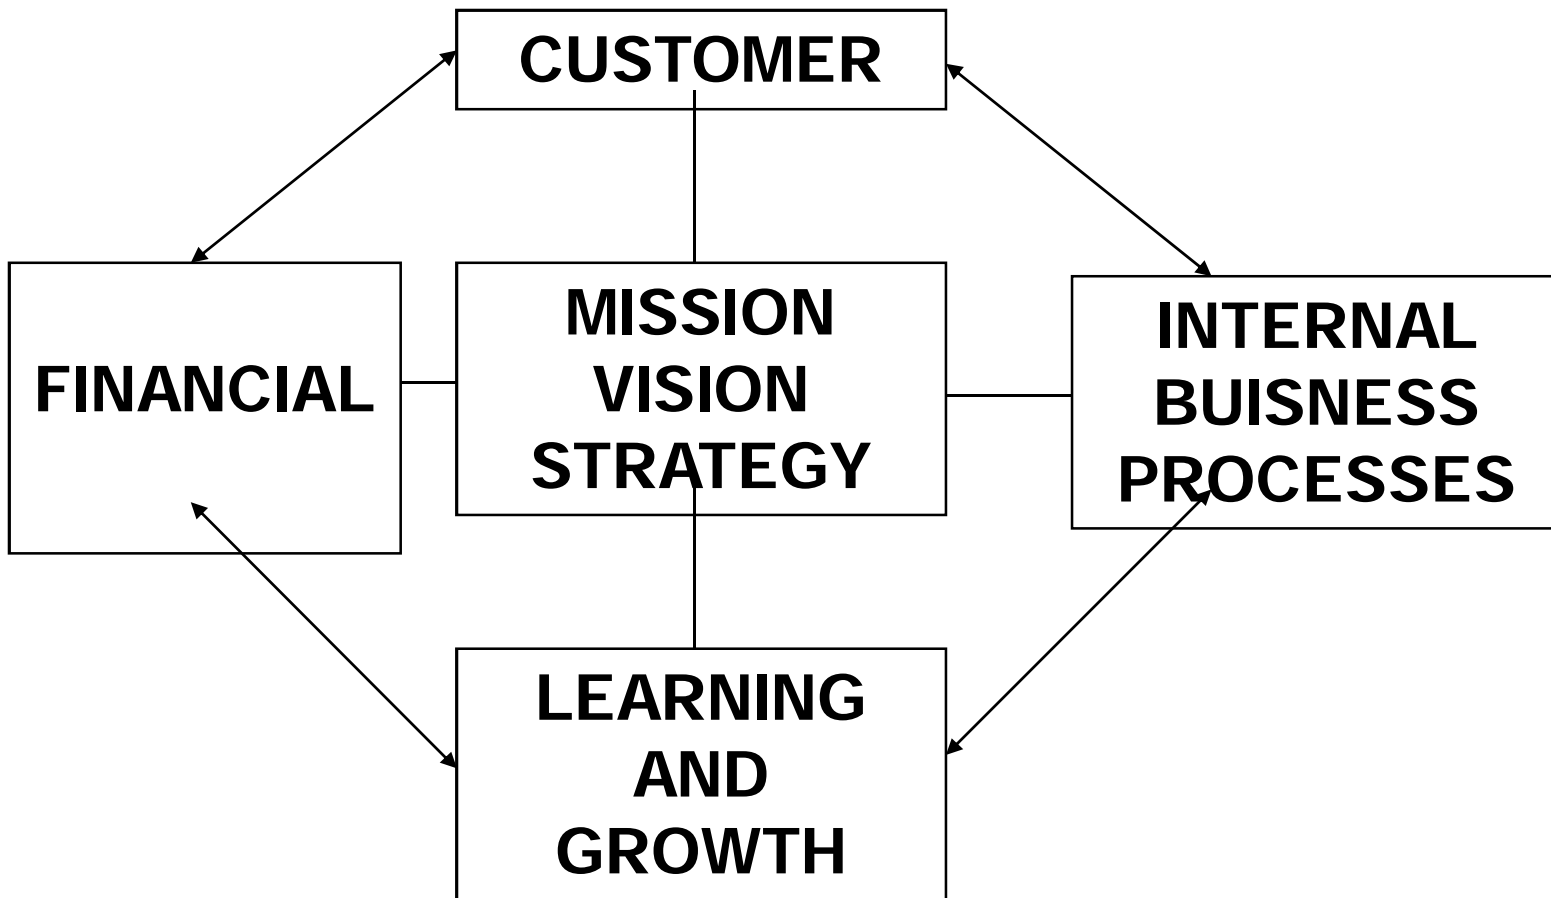 CUSTOMER
FINANCIAL
MISSION
VISION
STRATEGY
INTERNAL
BUISNESS
PROCESSES
LEARNING
AND
GROWTH